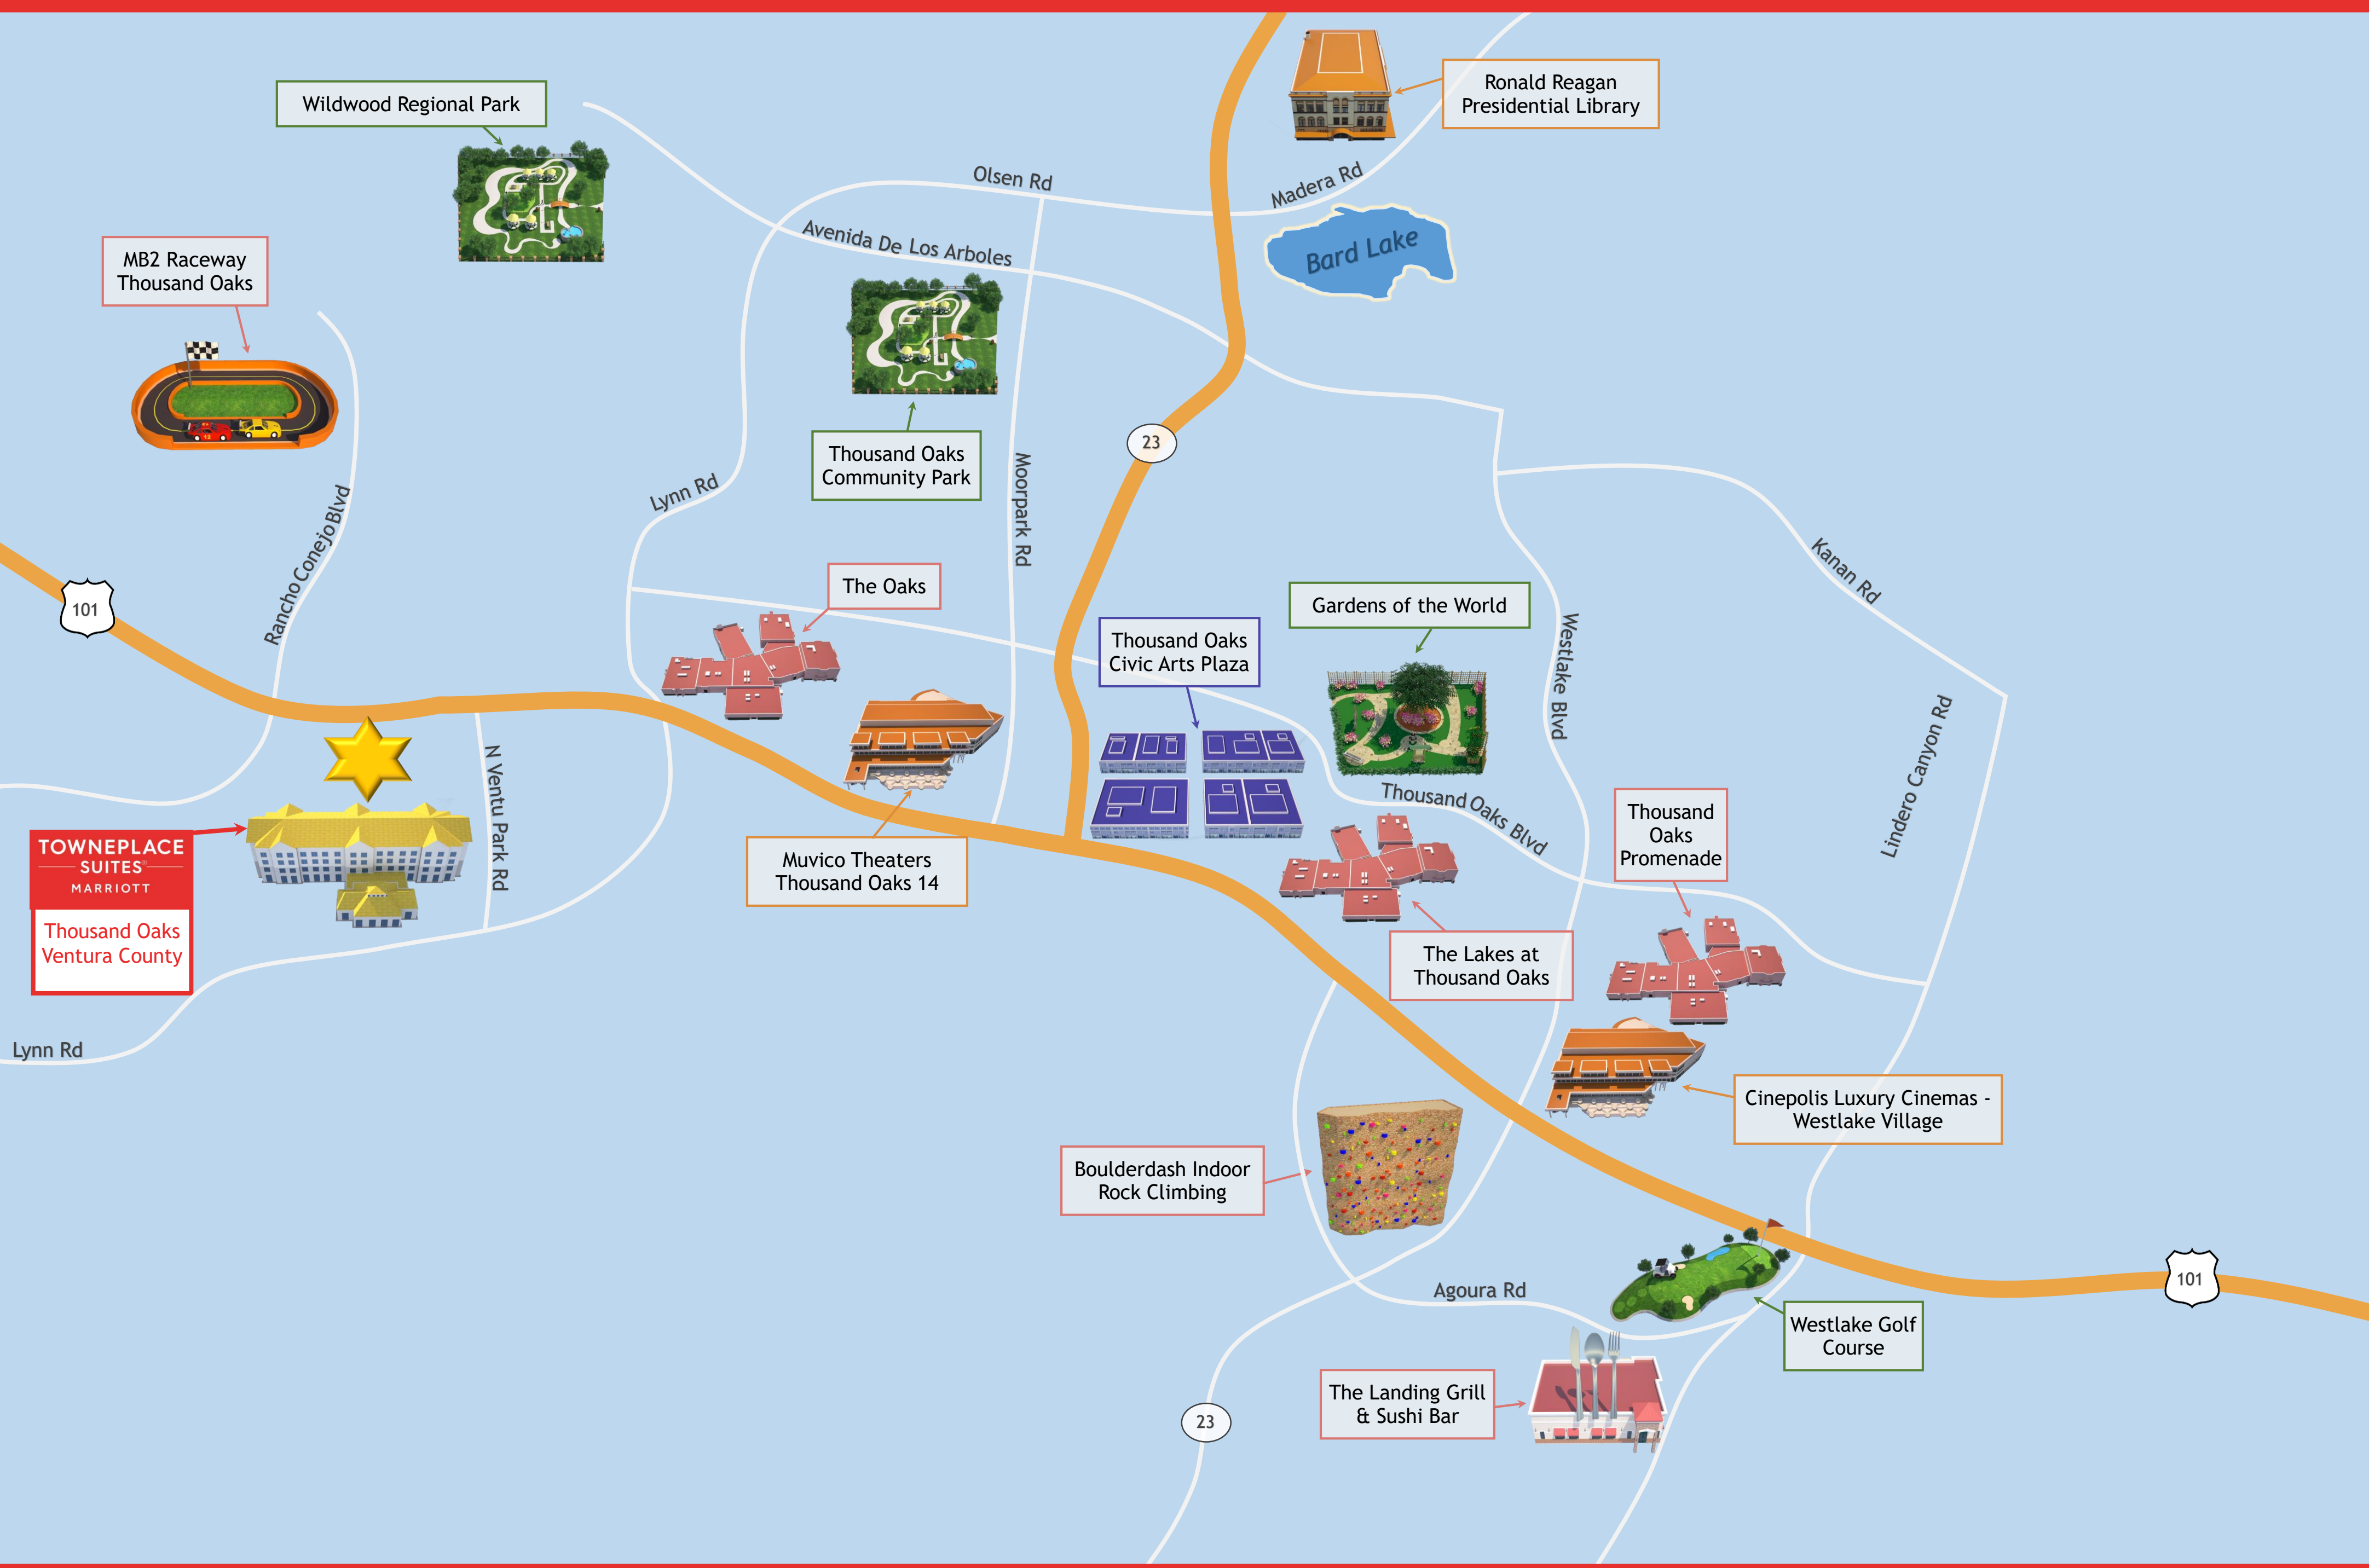 Ronald Reagan
Presidential Library
Wildwood Regional Park
Olsen Rd
Madera Rd
Avenida De Los Arboles
Bard Lake
MB2 Raceway
Thousand Oaks
23
Thousand Oaks
Community Park
Lynn Rd
Moorpark Rd
Rancho Conejo Blvd
Kanan Rd
101
The Oaks
Gardens of the World
Thousand Oaks
Civic Arts Plaza
Westlake Blvd
Lindero Canyon Rd
N Ventu Park Rd
Thousand Oaks Blvd
Thousand
Oaks
Promenade
TOWNEPLACE
SUITES®
MARRIOTT
Thousand Oaks
Ventura County
Muvico Theaters
Thousand Oaks 14
The Lakes at
Thousand Oaks
Lynn Rd
12
Cinepolis Luxury Cinemas -
Westlake Village
Boulderdash Indoor
Rock Climbing
Agoura Rd
101
Westlake Golf
Course
The Landing Grill
& Sushi Bar
23